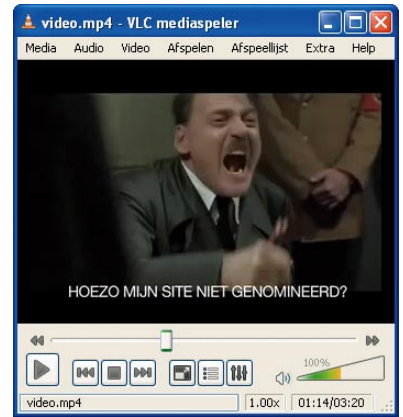 video.mp4 - VLC mediaspeler
Media Audio Video Afspelen Afspeellijst Extra Help
HOEZO MIJN SITE NIET GENOMINEERD?
100%
video.mp4 1.00x 01:14/03:20